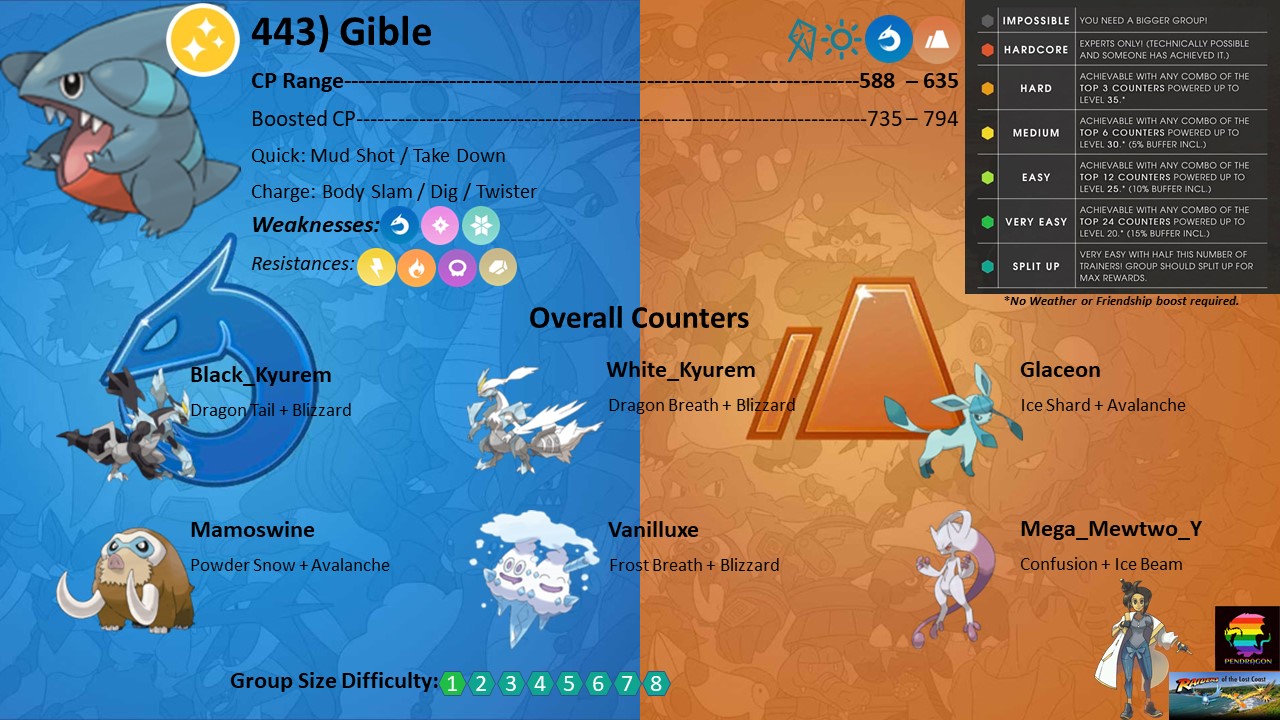 443) Gible
CP Range------------------------------------------------------------------------588 – 635
Boosted CP------------------------------------------------------------------------735 – 794
Quick: Mud Shot / Take Down
Charge: Body Slam / Dig / Twister
Weaknesses:
Resistances:
IMPOSSIBLE YOU NEED A BIGGER GROUP!
HARDCORE EXPERTS ONLY! (TECHNICALLY POSSIBLE
AND SOMEONE HAS ACHIEVED IT.)
HARD ACHIEVABLE WITH ANY COMBO OF THE
TOP 3 COUNTERS POWERED UP TO
LEVEL 35.*
MEDIUM ACHIEVABLE WITH ANY COMBO OF THE
TOP 6 COUNTERS POWERED UP TO
LEVEL 30.* (5% BUFFER INCL.)
EASY ACHIEVABLE WITH ANY COMBO OF THE
TOP 12 COUNTERS POWERED UP TO
LEVEL 25.* (10% BUFFER INCL.)
VERY EASY ACHIEVABLE WITH ANY COMBO OF THE
TOP 24 COUNTERS POWERED UP TO
LEVEL 20.* (15% BUFFER INCL.)
SPLIT UP VERY EASY WITH HALF THIS NUMBER OF
TRAINERS! GROUP SHOULD SPLIT UP FOR
MAX REWARDS.
*No Weather or Friendship boost required.
Overall Counters
Black_Kyurem
Dragon Tail + Blizzard
White_Kyurem
Dragon Breath + Blizzard
Glaceon
Ice Shard + Avalanche
Mamoswine
Powder Snow + Avalanche
Vanilluxe
Frost Breath + Blizzard
Mega_Mewtwo_Y
Confusion + Ice Beam
Group Size Difficulty: 1 2 3 4 5 6 7 8
PENDRAGON
RAIDERS of the Lost Coast